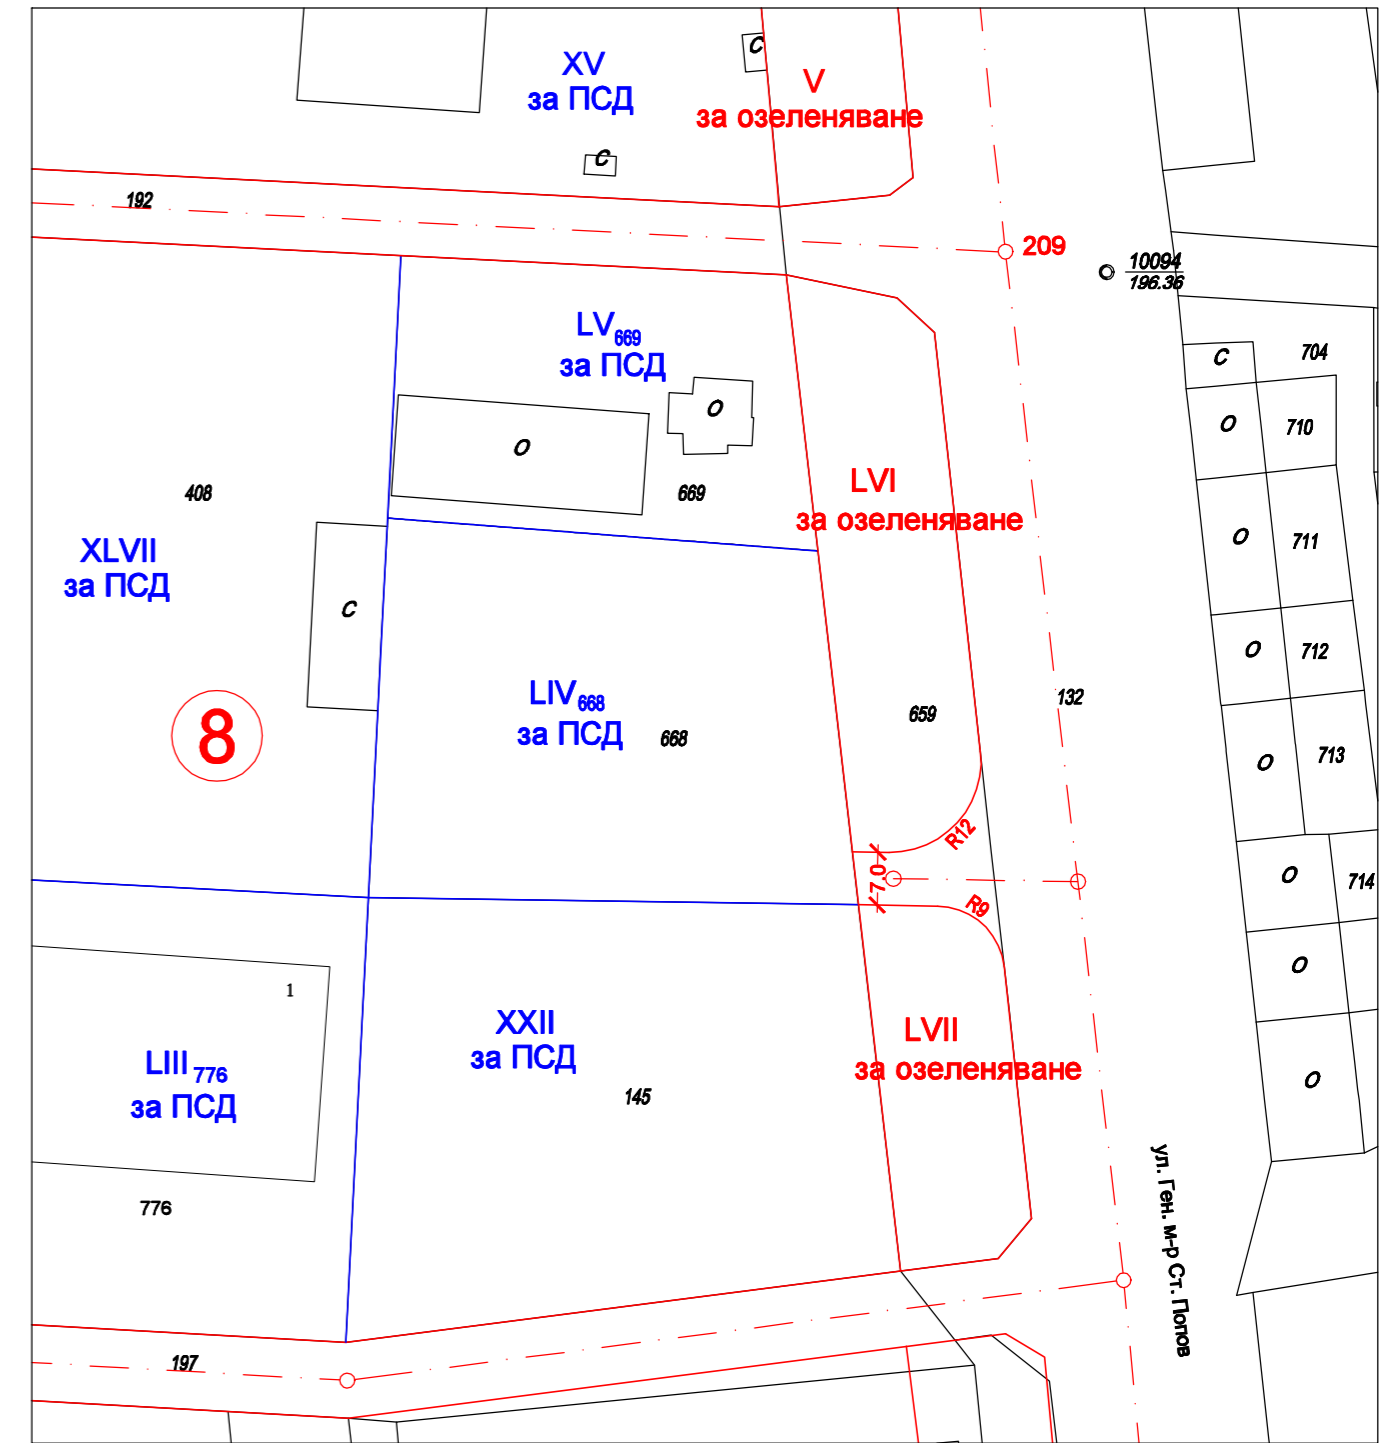 C
XV
за ПСД
V
за озеленяване
C
192
209
10094
196.36
LV669
за ПСД
C
704
O
O
O
710
408
669
LVI
за озеленяване
XLVII
за ПСД
O
711
C
O
712
LIV668
за ПСД
668
659
132
8
O
713
R12
7.0
O
714
R9
O
1
XXII
за ПСД
LVII
за озеленяване
LIII 776
за ПСД
145
O
776
ул. Ген. м-р Ст. Попов
197